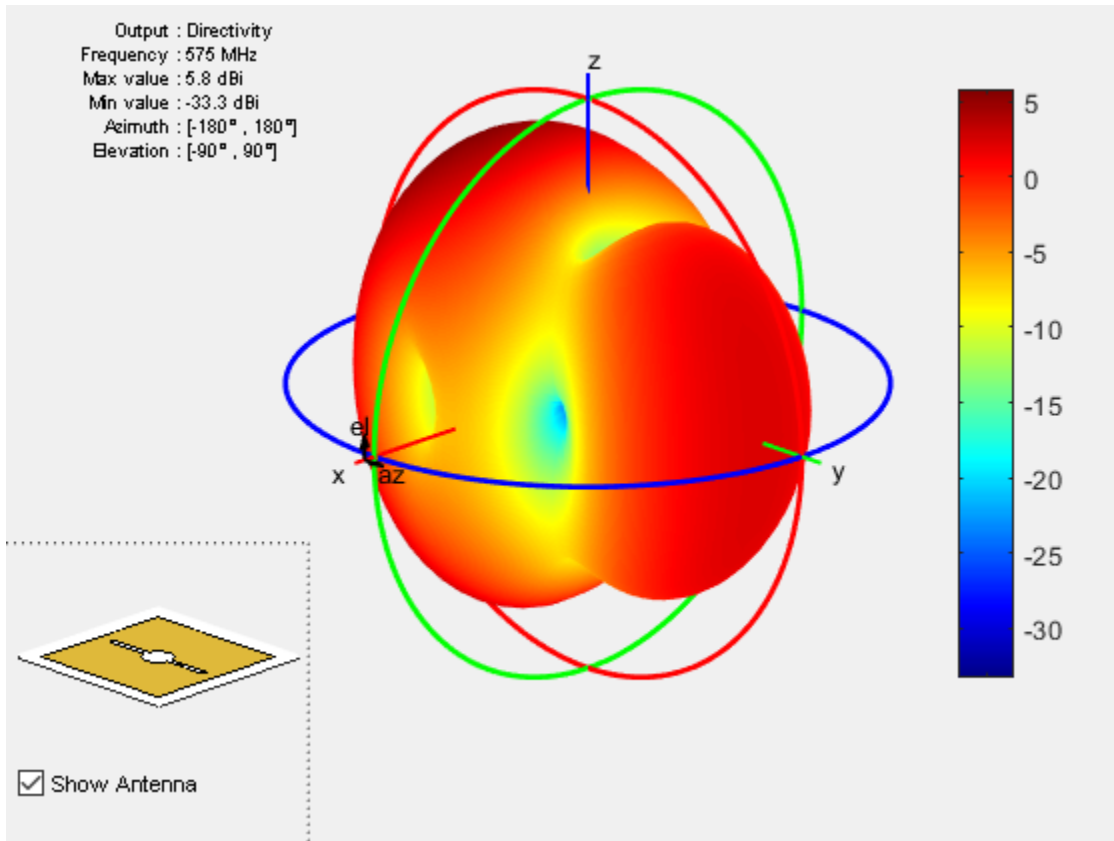 Output : Directivity
Frequency : 575 MHz
Max value : 5.8 dBi
Min value : -33.3 dBi
Azimuth : [-180° , 180°]
Elevation : [-90° , 90°]
z
5
0
-5
-10
-15
-20
-25
-30
el
x
az
y
Show Antenna